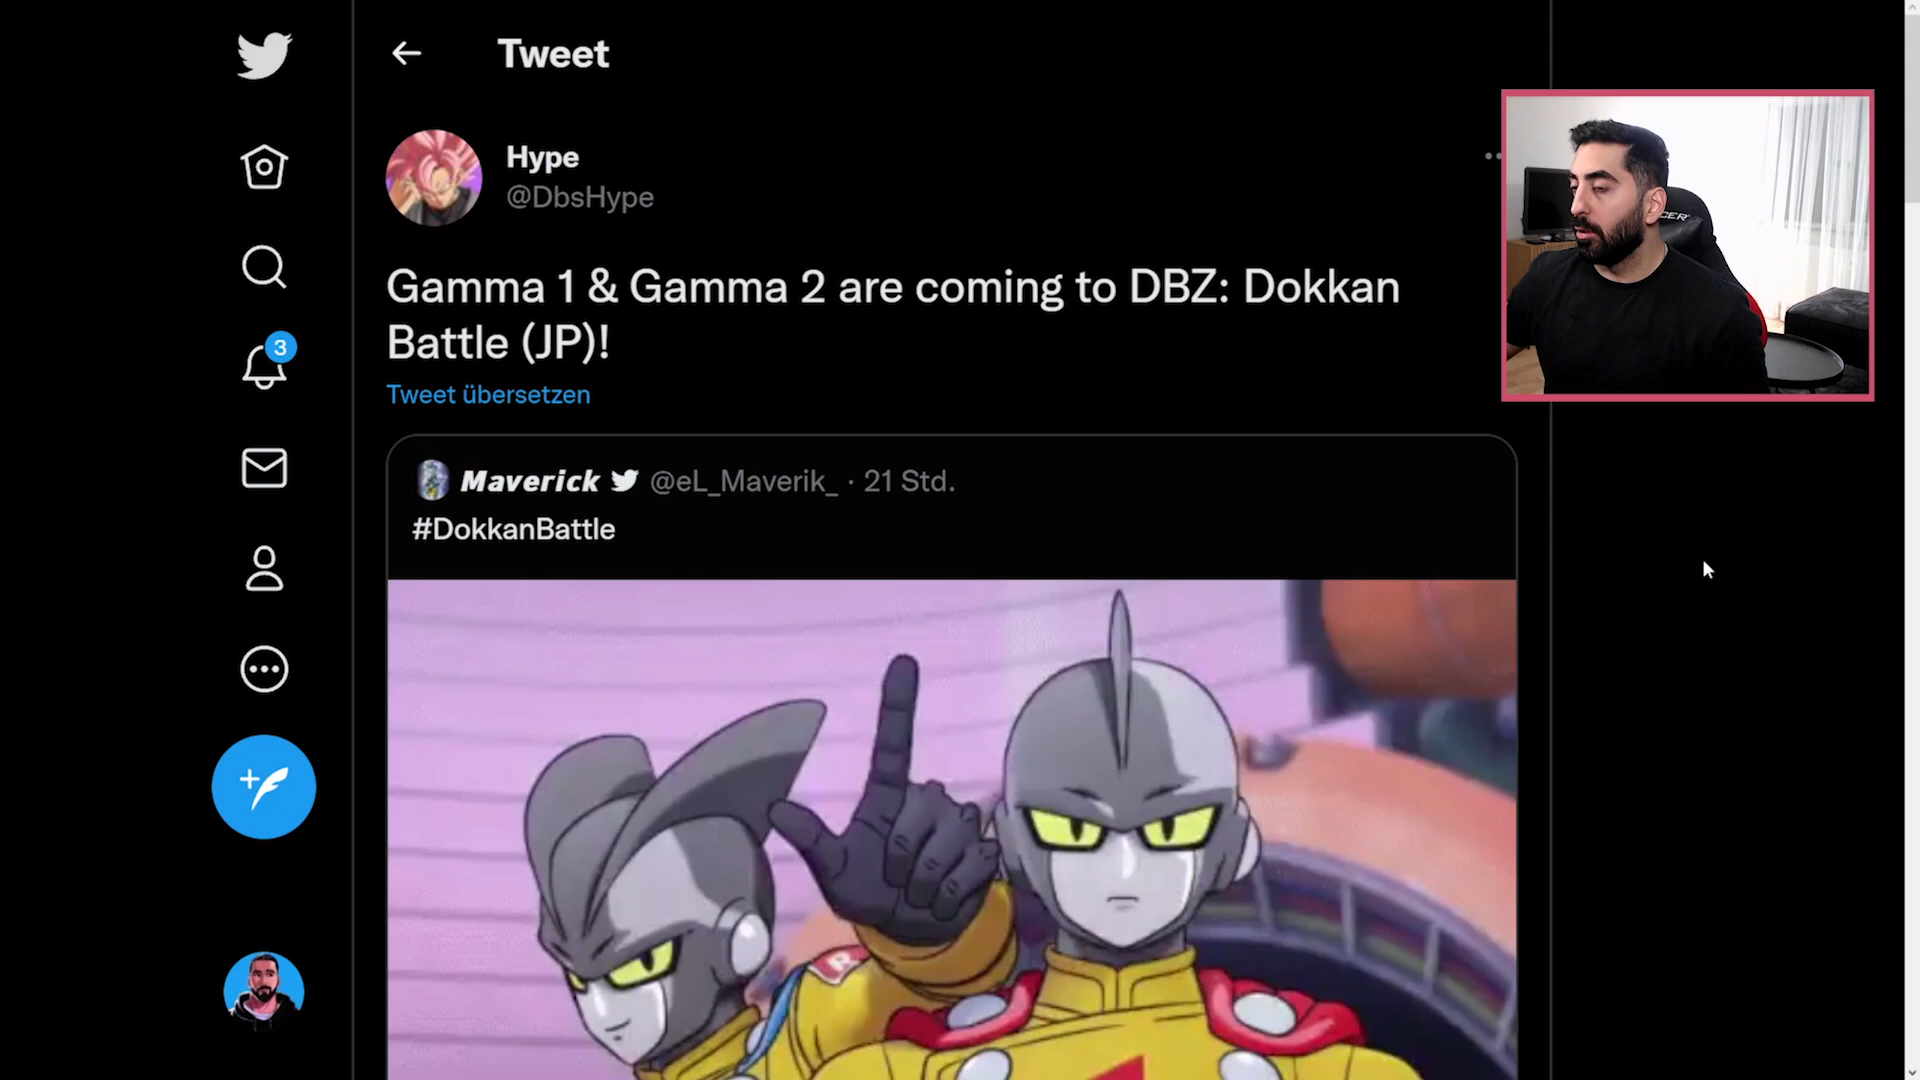 Tweet
Hype
@DbsHype
Gamma 1 & Gamma 2 are coming to DBZ: Dokkan
Battle (JP)!
Tweet übersetzen
Maverick @eL_Maverik_ · 21 Std.
#DokkanBattle
3
CER
R